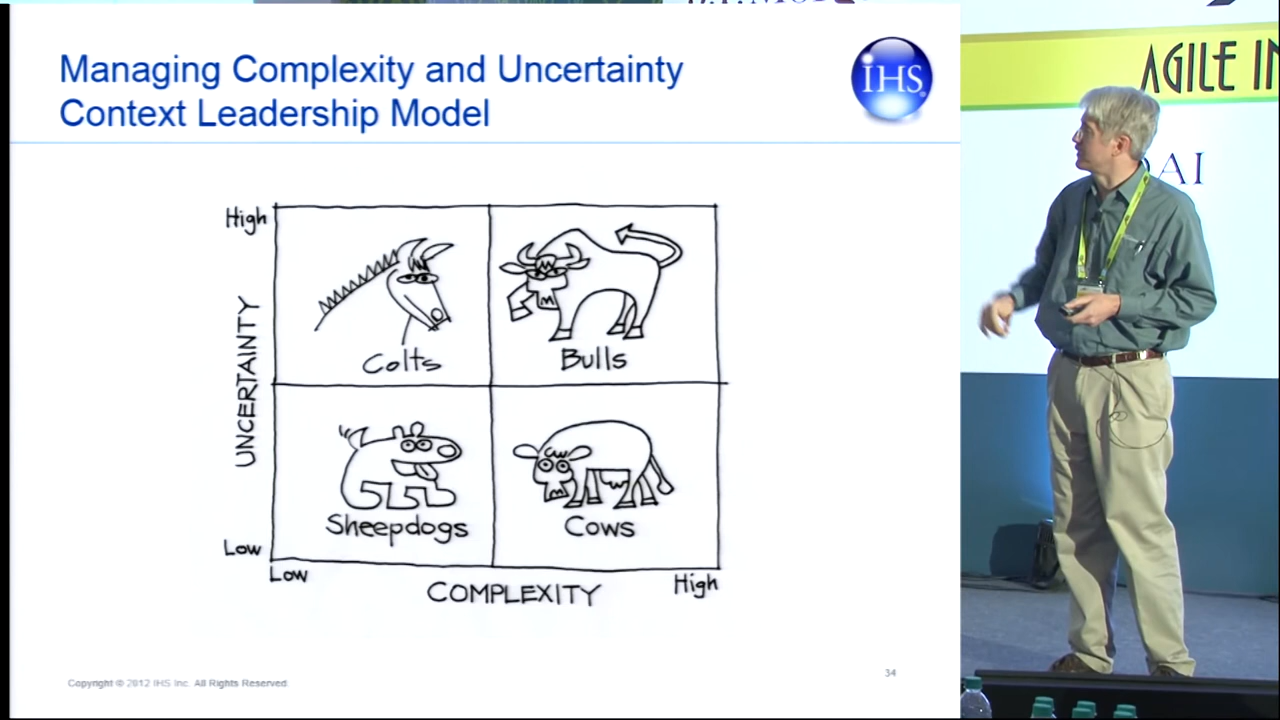 Managing Complexity and Uncertainty
Context Leadership Model
IHS
AGILE IN
DAI
High
Colts
Bulls
UNCERTAINTY
Sheepdogs
Cows
Low
Low
COMPLEXITY
High
Copyright © 2012 IHS Inc. All Rights Reserved
34